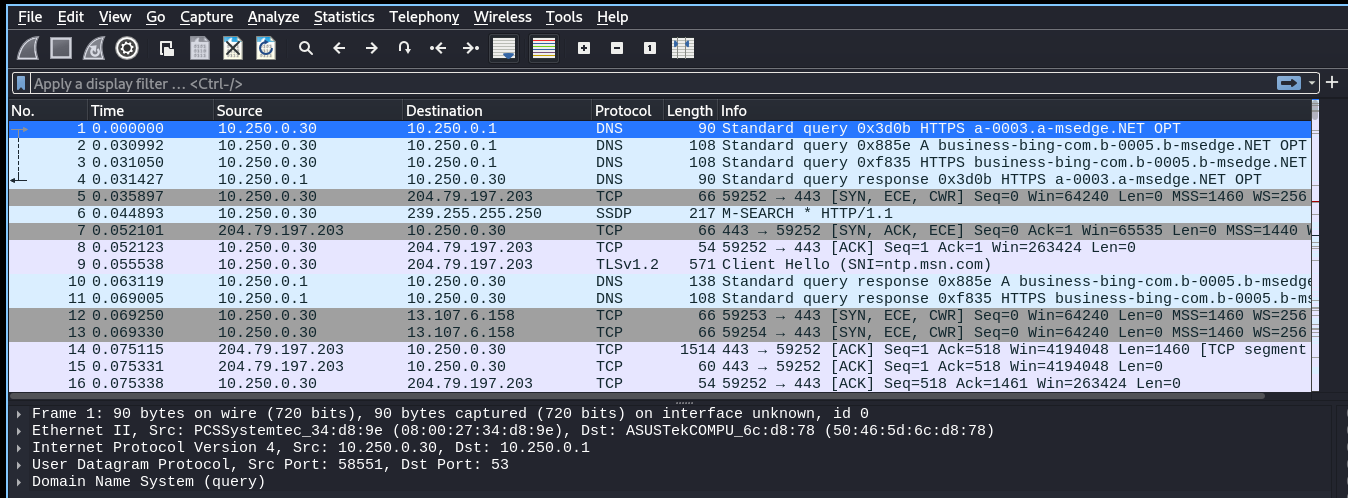 File Edit View Go Capture Analyze Statistics Telephony Wireless Tools Help
Apply a display filter … <Ctrl-/>
No. Time Source Destination Protocol Length Info
1 0.000000 10.250.0.30 10.250.0.1 DNS 90 Standard query 0x3d0b HTTPS a-0003.a-msedge.NET OPT
2 0.030992 10.250.0.30 10.250.0.1 DNS 108 Standard query 0x885e A business-bing-com.b-0005.b-msedge.NET OPT
3 0.031050 10.250.0.30 10.250.0.1 DNS 108 Standard query 0xf835 HTTPS business-bing-com.b-0005.b-msedge.NET
4 0.031427 10.250.0.1 10.250.0.30 DNS 90 Standard query response 0x3d0b HTTPS a-0003.a-msedge.NET OPT
5 0.035897 10.250.0.30 204.79.197.203 TCP 66 59252 → 443 [SYN, ECE, CWR] Seq=0 Win=64240 Len=0 MSS=1460 WS=256
6 0.044893 10.250.0.30 239.255.255.250 SSDP 217 M-SEARCH * HTTP/1.1
7 0.052101 204.79.197.203 10.250.0.30 TCP 66 443 → 59252 [SYN, ACK, ECE] Seq=0 Ack=1 Win=65535 Len=0 MSS=1440 W
8 0.052123 10.250.0.30 204.79.197.203 TCP 54 59252 → 443 [ACK] Seq=1 Ack=1 Win=263424 Len=0
9 0.055538 10.250.0.30 204.79.197.203 TLSv1.2 571 Client Hello (SNI=ntp.msn.com)
10 0.063119 10.250.0.1 10.250.0.30 DNS 138 Standard query response 0x885e A business-bing-com.b-0005.b-msedge
11 0.069005 10.250.0.1 10.250.0.30 DNS 108 Standard query response 0xf835 HTTPS business-bing-com.b-0005.b-ms
12 0.069250 10.250.0.30 13.107.6.158 TCP 66 59253 → 443 [SYN, ECE, CWR] Seq=0 Win=64240 Len=0 MSS=1460 WS=256
13 0.069330 10.250.0.30 13.107.6.158 TCP 66 59254 → 443 [SYN, ECE, CWR] Seq=0 Win=64240 Len=0 MSS=1460 WS=256
14 0.075115 204.79.197.203 10.250.0.30 TCP 1514 443 → 59252 [ACK] Seq=1 Ack=518 Win=4194048 Len=1460 [TCP segment
15 0.075331 204.79.197.203 10.250.0.30 TCP 60 443 → 59252 [ACK] Seq=1 Ack=518 Win=4194048 Len=0
16 0.075338 10.250.0.30 204.79.197.203 TCP 54 59252 → 443 [ACK] Seq=518 Ack=1461 Win=263424 Len=0
Frame 1: 90 bytes on wire (720 bits), 90 bytes captured (720 bits) on interface unknown, id 0
Ethernet II, Src: PCSSystemtec_34:d8:9e (08:00:27:34:d8:9e), Dst: ASUSTekCOMPU_6c:d8:78 (50:46:5d:6c:d8:78)
Internet Protocol Version 4, Src: 10.250.0.30, Dst: 10.250.0.1
User Datagram Protocol, Src Port: 58551, Dst Port: 53
Domain Name System (query)